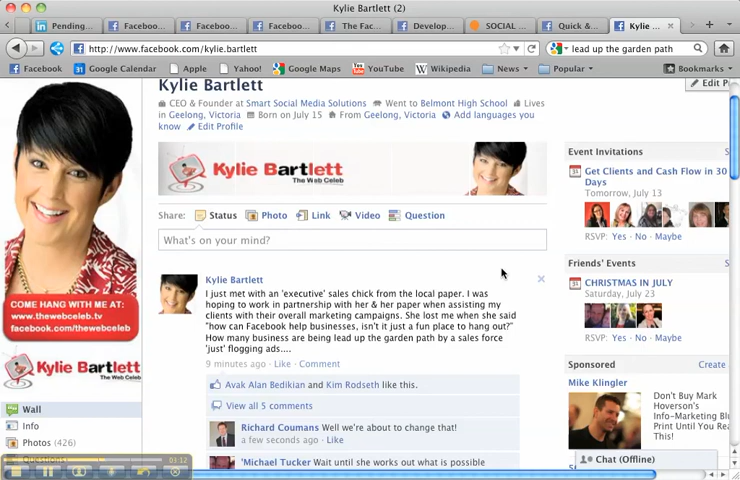 Kylie Bartlett (2)
Pending...
Faceboo...
Faceboo...
Faceboo...
The Fac...
Develop...
SOCIAL ...
Quick &...
Kylie ...
http://www.facebook.com/kylie.bartlett
lead up the garden path
Facebook
Google Calendar
Apple
Yahoo!
Google Maps
YouTube
Wikipedia
News
Popular
Bookmarks
Kylie Bartlett
Edit P
CEO & Founder at Smart Social Media Solutions Went to Belmont High School Lives
in Geelong, Victoria Born on July 15 From Geelong, Victoria Add languages you
know Edit Profile
Kylie Bartlett
The Web Celeb
Share: Status Photo Link Video Question
What's on your mind?
Kylie Bartlett
I just met with an 'executive' sales chick from the local paper. I was
hoping to work in partnership with her & her paper when assisting my
clients with their overall marketing campaigns. She lost me when she said
"how can Facebook help businesses, isn't it just a fun place to hang out?"
How many business are being lead up the garden path by a sales force
'just' flogging ads....
9 minutes ago · Like · Comment
Avak Alan Bedikian and Kim Rodseth like this.
View all 5 comments
Richard Coumans Well we're about to change that!
a few seconds ago · Like
'Michael Tucker Wait until she works out what is possible
COME HANG WITH ME AT:
www.thewebceleb.tv
facebook.com/thewebceleb
Kylie Bartlett
The Web Celeb
Wall
Info
Photos (426)
01:12
Event Invitations S
Get Clients and Cash Flow in 30
Days
Tomorrow, July 13
RSVP: Yes · No · Maybe
Friends' Events S
CHRISTMAS IN JULY
Saturday, July 23
RSVP: Yes · No · Maybe
Sponsored Create
Mike Klingler
Don't Buy Mark
Hoverson's
Info-Marketing Bl
Print Until You Rea
This!
Chat (Offline)